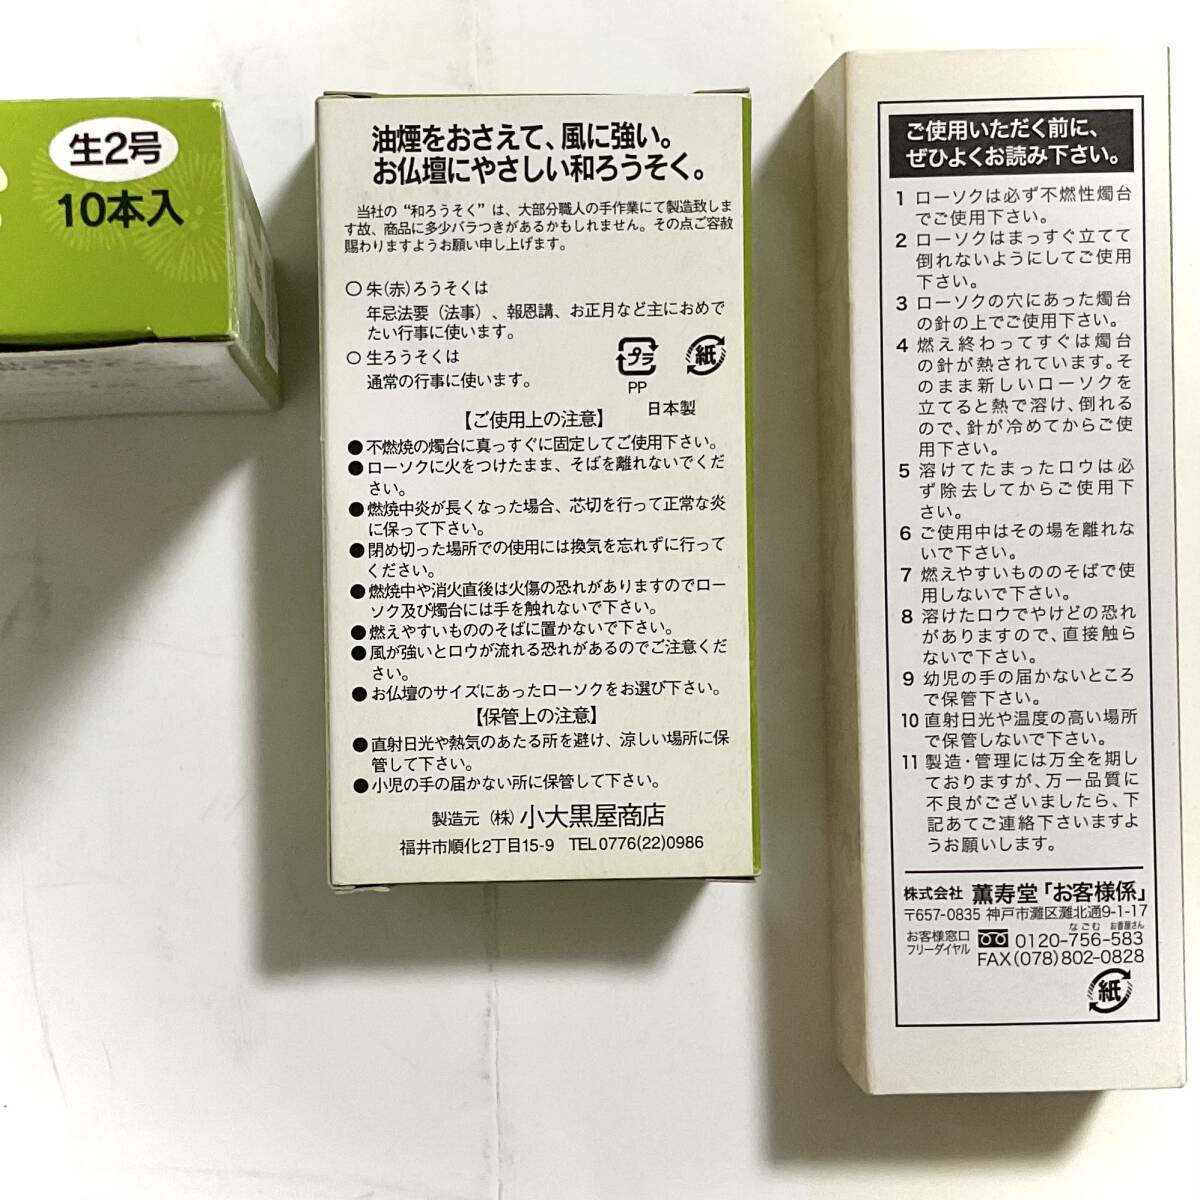 生2号
10本入
油煙をおさえて、風に強い。
お仏壇にやさしい和ろうそく。
当社の“和ろうそく”は、大部分職人の手作業にて製造致しま
す故、商品に多少バラつきがあるかもしれません。その点ご容赦
賜わりますようお願い申し上げます。
○ 朱(赤)ろうそくは
年忌法要（法事）、報恩講、お正月など主におめで
たい行事に使います。
○ 生ろうそくは
通常の行事に使います。
プラ
PP
紙
日本製
【ご使用上の注意】
●不燃焼の燭台に真っすぐに固定してご使用下さい。
●ローソクに火をつけたまま、そばを離れないでくだ
さい。
●燃焼中炎が長くなった場合、芯切を行って正常な炎
に保って下さい。
●閉め切った場所での使用には換気を忘れずに行って
ください。
●燃焼中や消火直後は火傷の恐れがありますのでロー
ソク及び燭台には手を触れないで下さい。
●燃えやすいもののそばに置かないで下さい。
●風が強いとロウが流れる恐れがあるのでご注意くだ
さい。
●お仏壇のサイズにあったローソクをお選び下さい。
【保管上の注意】
●直射日光や熱気のあたる所を避け、涼しい場所に保
管して下さい。
●小児の手の届かない所に保管して下さい。
製造元（株）小大黒屋商店
福井市順化2丁目15-9 TEL0776(22)0986
ご使用いただく前に、
ぜひよくお読み下さい。
1 ローソクは必ず不燃性燭台
でご使用下さい。
2 ローソクはまっすぐ立てて
倒れないようにしてご使用
下さい。
3 ローソクの穴にあった燭台
の針の上でご使用下さい。
4 燃え終わってすぐは燭台
の針が熱されています。そ
のまま新しいローソクを
立てると熱で溶け、倒れる
ので、針が冷めてからご使
用下さい。
5 溶けてたまったロウは必
ず除去してからご使用下
さい。
6 ご使用中はその場を離れな
いで下さい。
7 燃えやすいもののそばで使
用しないで下さい。
8 溶けたロウでやけどの恐れ
がありますので、直接触ら
ないで下さい。
9 幼児の手の届かないところ
で保管下さい。
10 直射日光や温度の高い場所
で保管しないで下さい。
11 製造・管理には万全を期し
ておりますが、万一品質に
不良がございましたら、下
記あてご連絡下さいますよ
うお願いします。
株式会社 薫寿堂「お客様係」
〒657-0835 神戸市灘区灘北通9-1-17
なごむ お香屋さん
お客様窓口
フリーダイヤル
0120-756-583
FAX(078)802-0828
紙